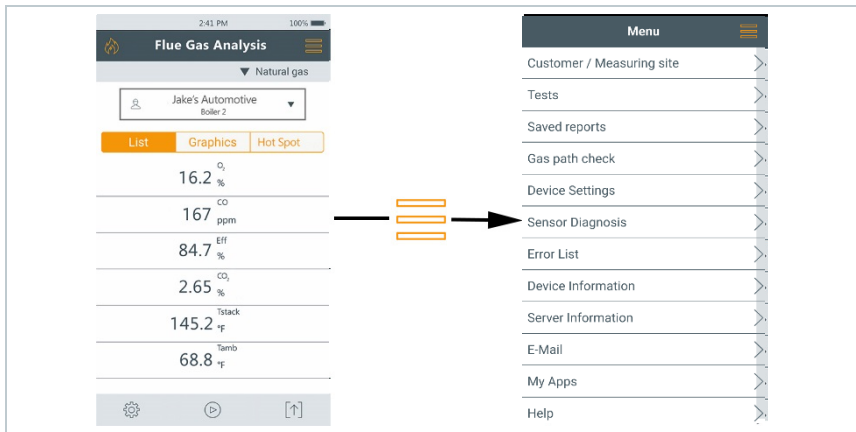 2:41 PM 100%
Flue Gas Analysis
▼ Natural gas
Jake's Automotive ▼
Boiler 2
List Graphics Hot Spot
16.2 O₂ %
167 CO ppm
84.7 Eff %
2.65 CO₂ %
145.2 Tstack °F
68.8 Tamb °F
Menu
Customer / Measuring site
Tests
Saved reports
Gas path check
Device Settings
Sensor Diagnosis
Error List
Device Information
Server Information
E-Mail
My Apps
Help